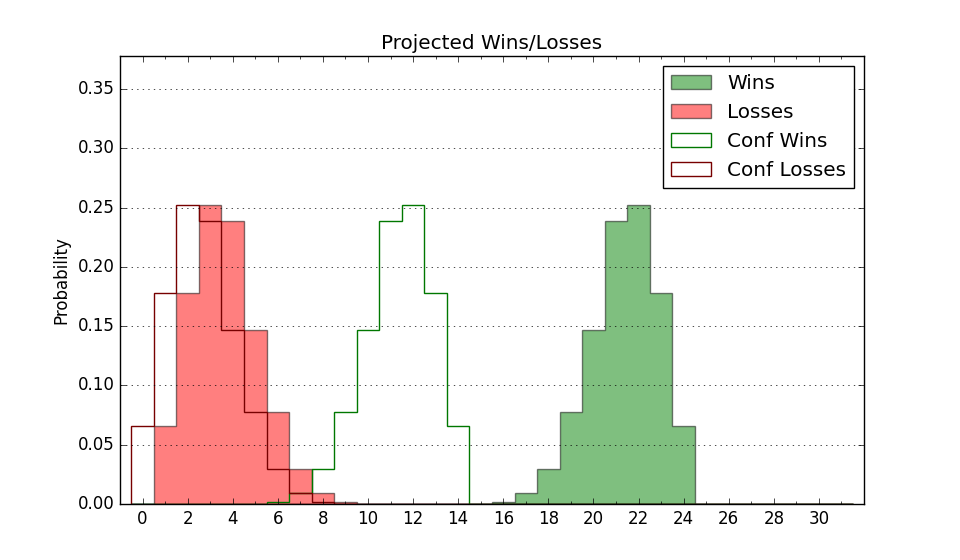 Projected Wins/Losses
Wins
Losses
Conf Wins
Conf Losses
Probability
0.35
0.30
0.25
0.20
0.15
0.10
0.05
0.00
0 2 4 6 8 10 12 14 16 18 20 22 24 26 28 30